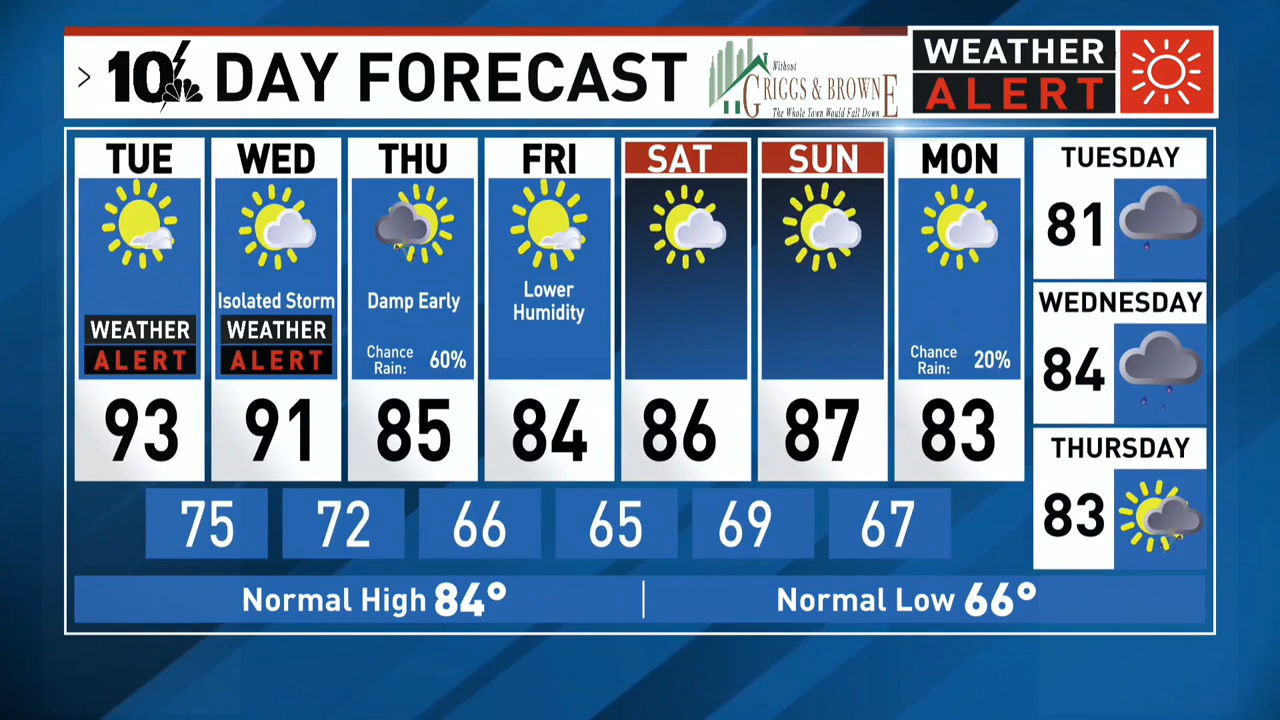 > 10 DAY FORECAST
Without
GRIGGS & BROWNE
The Whole Town Would Fall Down
WEATHER
ALERT
TUE
WED
THU
FRI
SAT
SUN
MON
Isolated Storm
Damp Early
Lower
Humidity
WEATHER
ALERT
WEATHER
ALERT
Chance
Rain: 60%
Chance
Rain: 20%
93
91
85
84
86
87
83
75
72
66
65
69
67
TUESDAY
81
WEDNESDAY
84
THURSDAY
83
Normal High 84°
Normal Low 66°